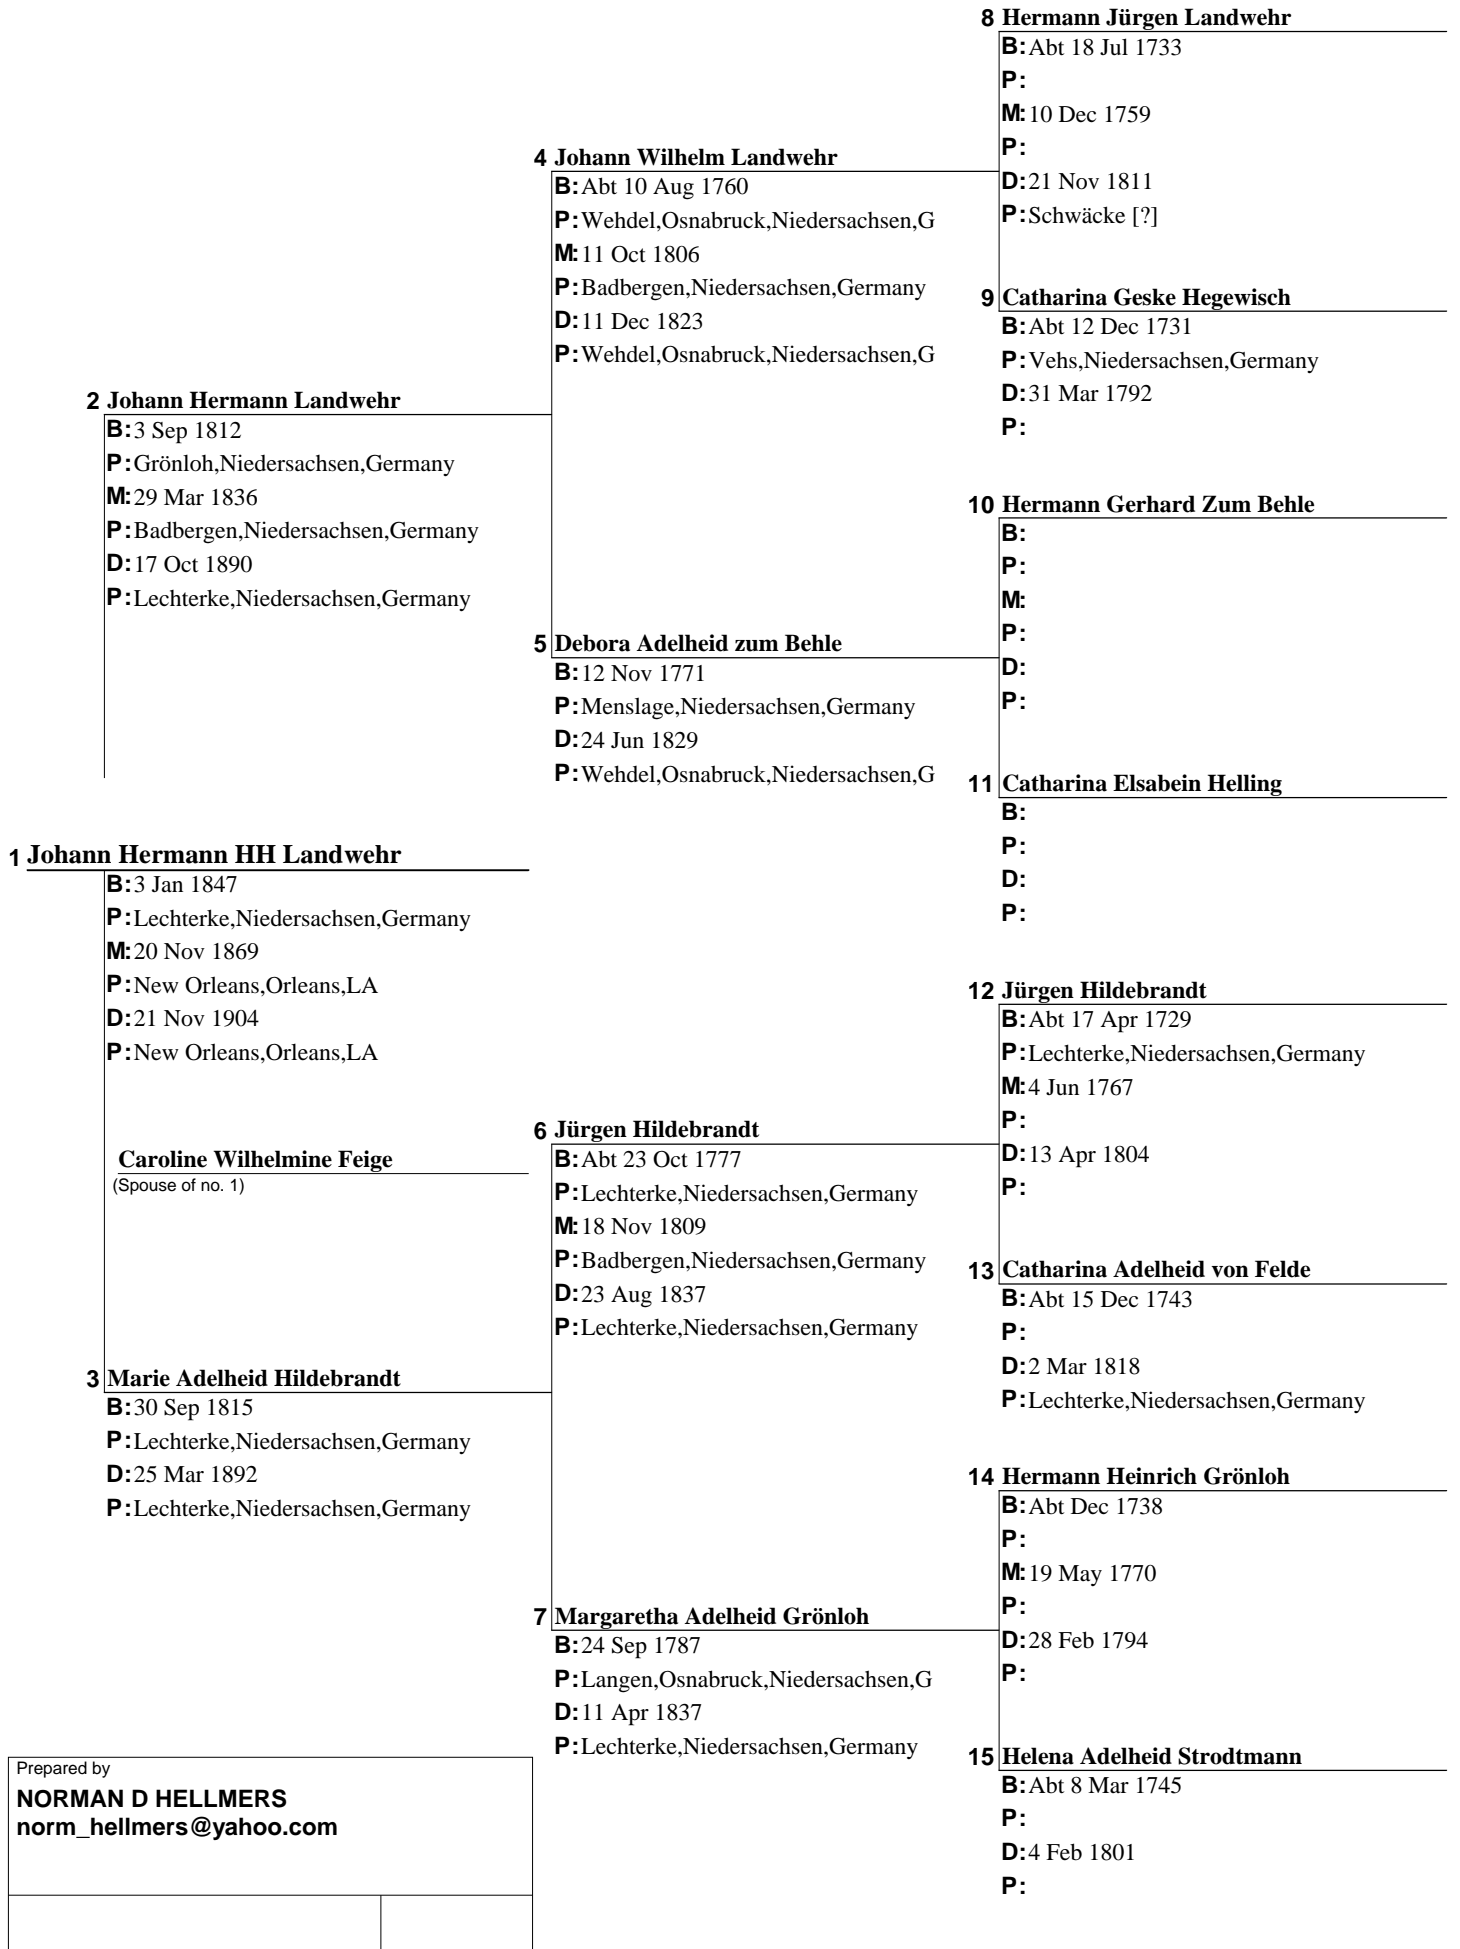 8 Hermann Jürgen Landwehr
B: Abt 18 Jul 1733
P:
M: 10 Dec 1759
P:
D: 21 Nov 1811
P: Schwäcke [?]
4 Johann Wilhelm Landwehr
B: Abt 10 Aug 1760
P: Wehdel,Osnabruck,Niedersachsen,G
M: 11 Oct 1806
P: Badbergen,Niedersachsen,Germany
D: 11 Dec 1823
P: Wehdel,Osnabruck,Niedersachsen,G
9 Catharina Geske Hegewisch
B: Abt 12 Dec 1731
P: Vehs,Niedersachsen,Germany
D: 31 Mar 1792
P:
2 Johann Hermann Landwehr
B: 3 Sep 1812
P: Grönloh,Niedersachsen,Germany
M: 29 Mar 1836
P: Badbergen,Niedersachsen,Germany
D: 17 Oct 1890
P: Lechterke,Niedersachsen,Germany
10 Hermann Gerhard Zum Behle
B:
P:
M:
P:
D:
P:
5 Debora Adelheid zum Behle
B: 12 Nov 1771
P: Menslage,Niedersachsen,Germany
D: 24 Jun 1829
P: Wehdel,Osnabruck,Niedersachsen,G
11 Catharina Elsabein Helling
B:
P:
D:
P:
1 Johann Hermann HH Landwehr
B: 3 Jan 1847
P: Lechterke,Niedersachsen,Germany
M: 20 Nov 1869
P: New Orleans,Orleans,LA
D: 21 Nov 1904
P: New Orleans,Orleans,LA
Caroline Wilhelmine Feige
(Spouse of no. 1)
12 Jürgen Hildebrandt
B: Abt 17 Apr 1729
P: Lechterke,Niedersachsen,Germany
M: 4 Jun 1767
P:
D: 13 Apr 1804
P:
6 Jürgen Hildebrandt
B: Abt 23 Oct 1777
P: Lechterke,Niedersachsen,Germany
M: 18 Nov 1809
P: Badbergen,Niedersachsen,Germany
D: 23 Aug 1837
P: Lechterke,Niedersachsen,Germany
13 Catharina Adelheid von Felde
B: Abt 15 Dec 1743
P:
D: 2 Mar 1818
P: Lechterke,Niedersachsen,Germany
3 Marie Adelheid Hildebrandt
B: 30 Sep 1815
P: Lechterke,Niedersachsen,Germany
D: 25 Mar 1892
P: Lechterke,Niedersachsen,Germany
14 Hermann Heinrich Grönloh
B: Abt Dec 1738
P:
M: 19 May 1770
P:
D: 28 Feb 1794
P:
7 Margaretha Adelheid Grönloh
B: 24 Sep 1787
P: Langen,Osnabruck,Niedersachsen,G
D: 11 Apr 1837
P: Lechterke,Niedersachsen,Germany
15 Helena Adelheid Strodtmann
B: Abt 8 Mar 1745
P:
D: 4 Feb 1801
P:
Prepared by
NORMAN D HELLMERS
norm_hellmers@yahoo.com